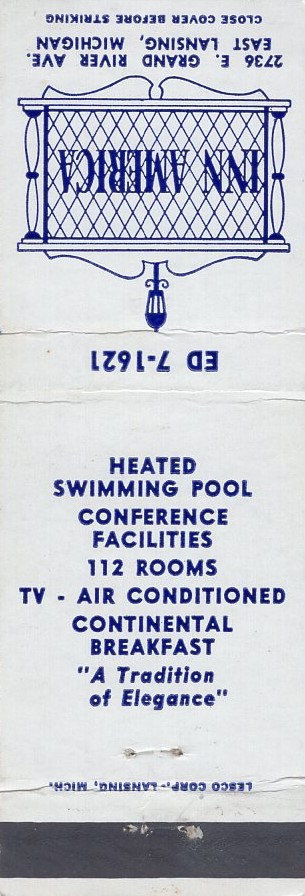 INN AMERICA
2736 E. GRAND RIVER AVE.
EAST LANSING, MICHIGAN
CLOSE COVER BEFORE STRIKING
ED 7-1621
HEATED
SWIMMING POOL
CONFERENCE
FACILITIES
112 ROOMS
TV - AIR CONDITIONED
CONTINENTAL
BREAKFAST
"A Tradition
of Elegance"
LESCO CORP.-LANSING, MICH.